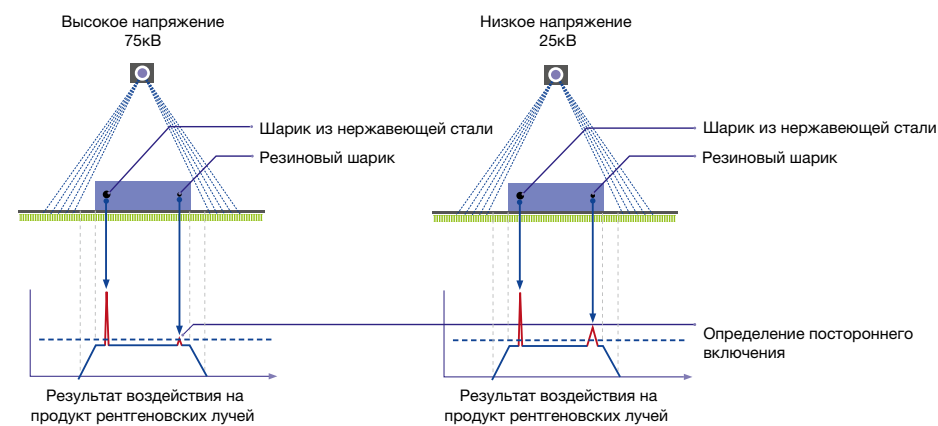 Высокое напряжение
75кВ
Шарик из нержавеющей стали
Резиновый шарик
Результат воздействия на
продукт рентгеновских лучей
Низкое напряжение
25кВ
Шарик из нержавеющей стали
Резиновый шарик
Определение постороннего
включения
Результат воздействия на
продукт рентгеновских лучей